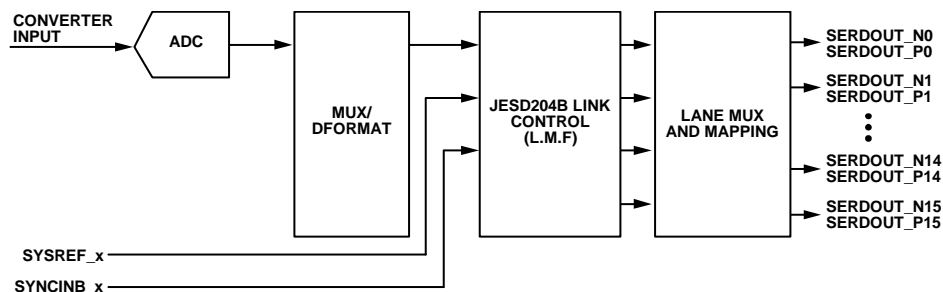 CONVERTER
INPUT
ADC
MUX/
DFORMAT
JESD204B LINK
CONTROL
(L.M.F)
LANE MUX
AND MAPPING
SERDOUT_N0
SERDOUT_P0
SERDOUT_N1
SERDOUT_P1
SERDOUT_N14
SERDOUT_P14
SERDOUT_N15
SERDOUT_P15
SYSREF_x
SYNCINB_x